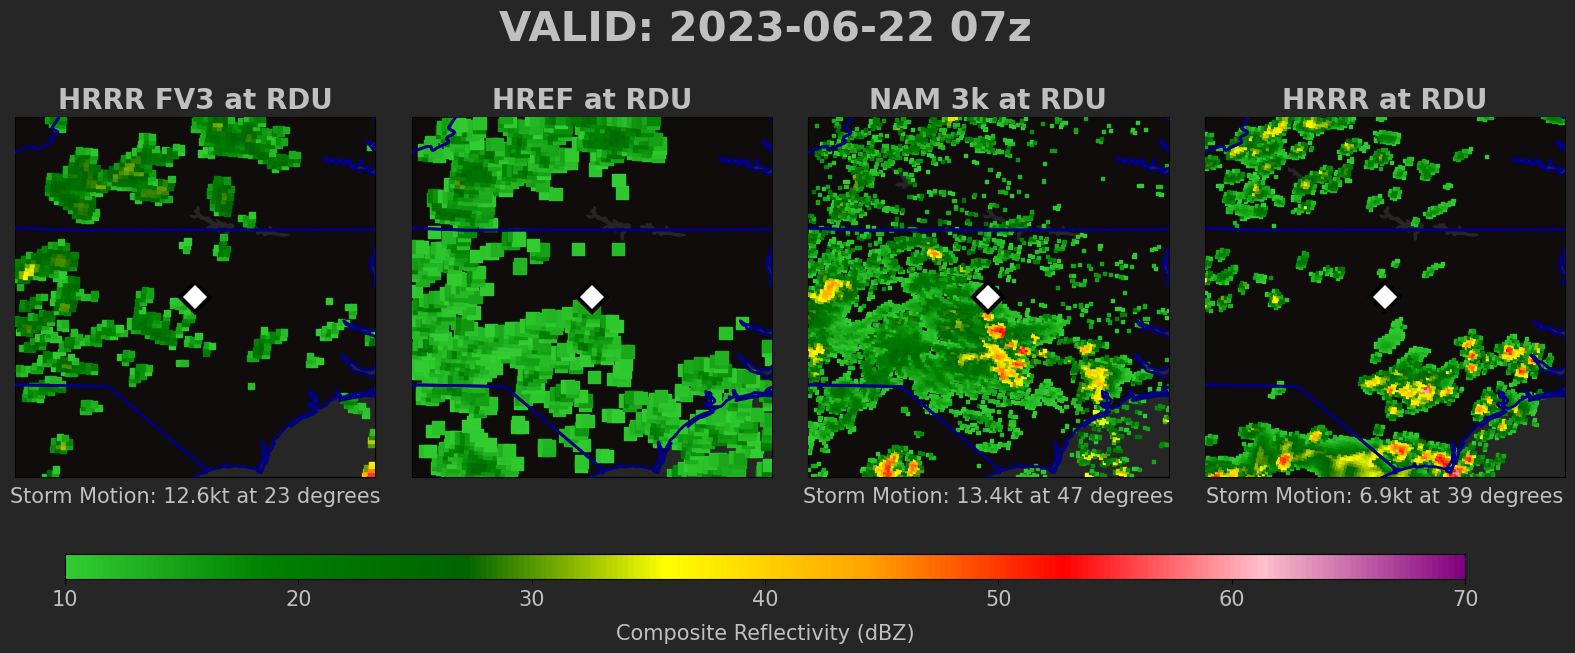 VALID: 2023-06-22 07z
HRRR FV3 at RDU
HREF at RDU
NAM 3k at RDU
HRRR at RDU
Storm Motion: 12.6kt at 23 degrees
Storm Motion: 13.4kt at 47 degrees
Storm Motion: 6.9kt at 39 degrees
10 20 30 40 50 60 70
Composite Reflectivity (dBZ)